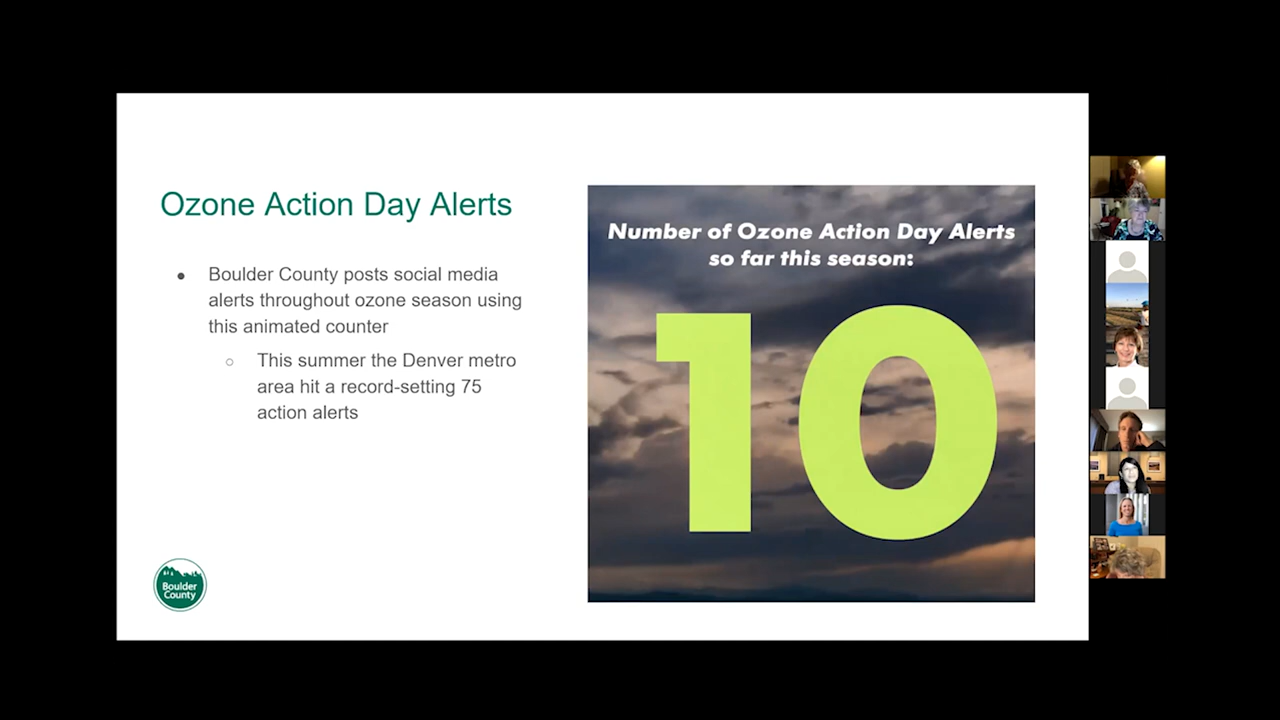 Ozone Action Day Alerts
Boulder County posts social media
alerts throughout ozone season using
this animated counter
This summer the Denver metro
area hit a record-setting 75
action alerts
Number of Ozone Action Day Alerts
so far this season:
10
Boulder
County